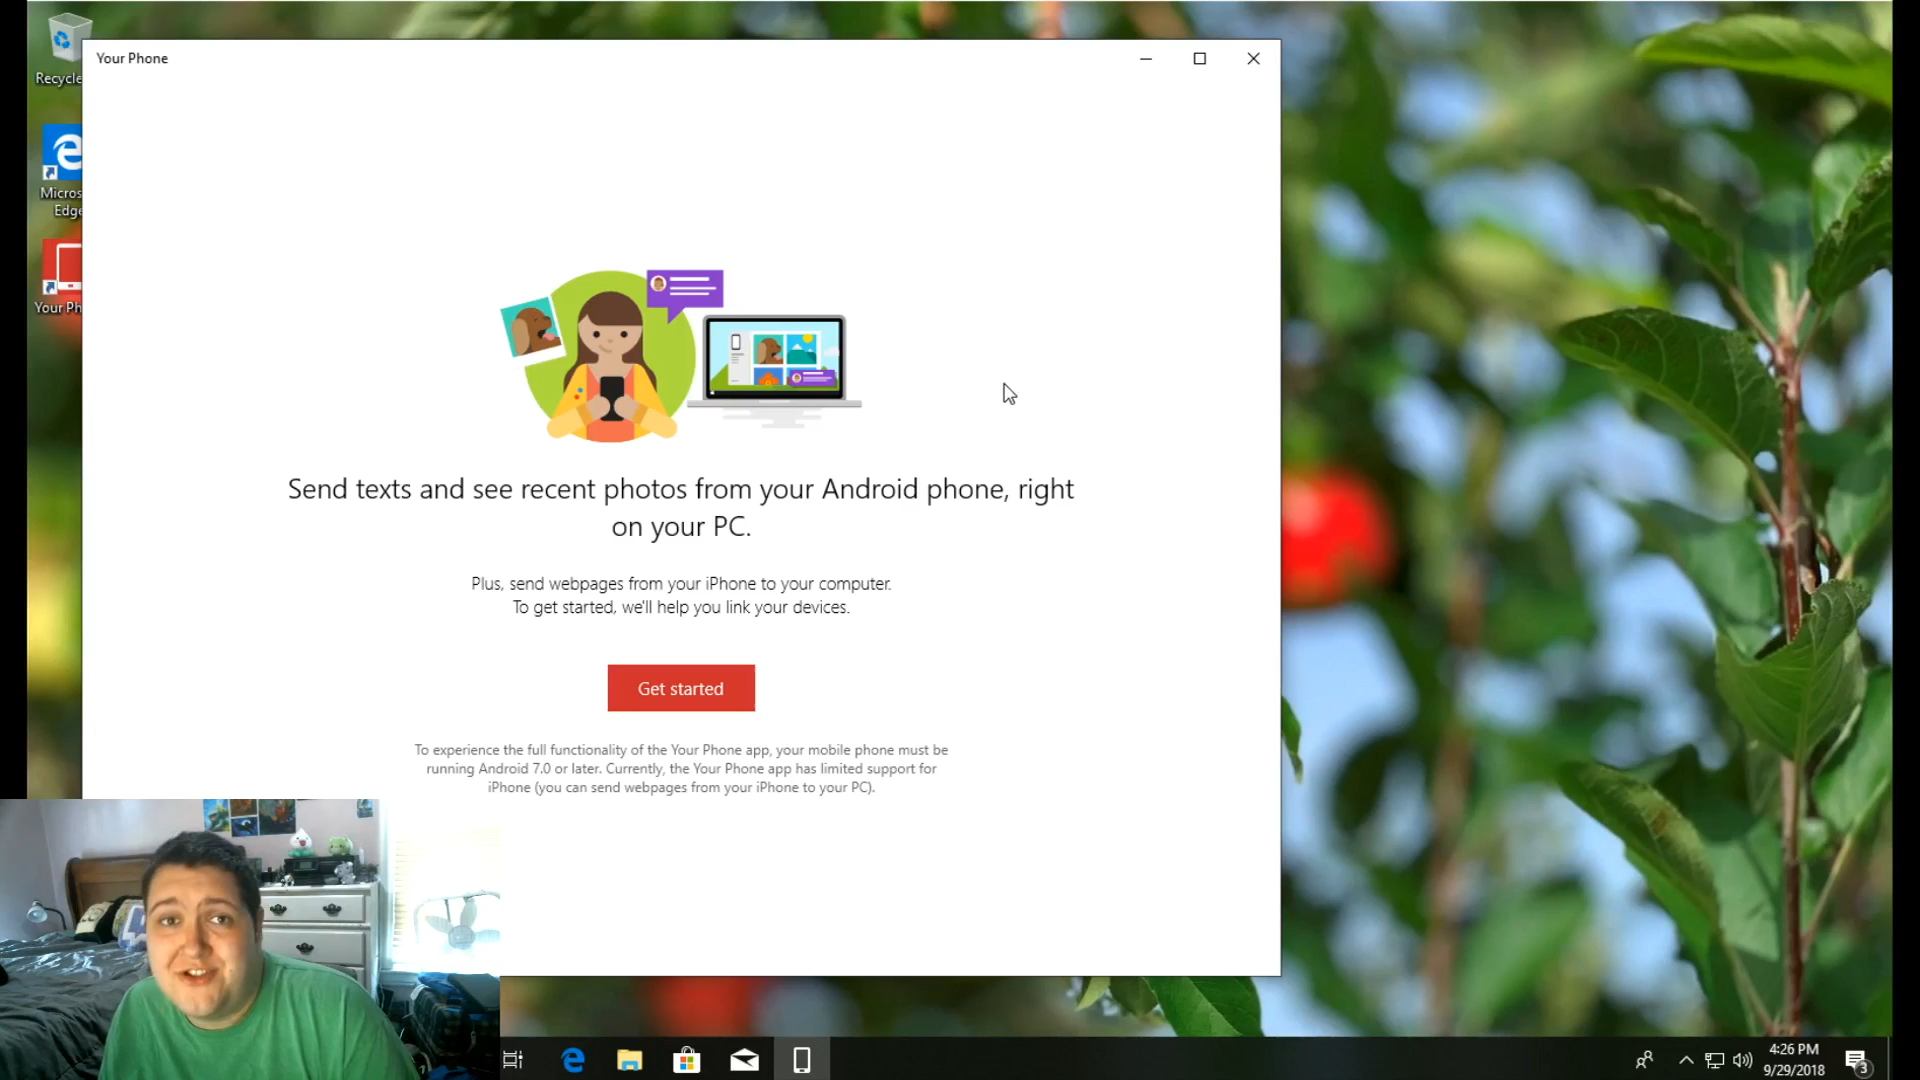 Your Phone
Recycle
Micros
Edge
Your Ph
Send texts and see recent photos from your Android phone, right
on your PC.
Plus, send webpages from your iPhone to your computer.
To get started, we'll help you link your devices.
Get started
To experience the full functionality of the Your Phone app, your mobile phone must be
running Android 7.0 or later. Currently, the Your Phone app has limited support for
iPhone (you can send webpages from your iPhone to your PC).
4:26 PM
9/29/2018
3